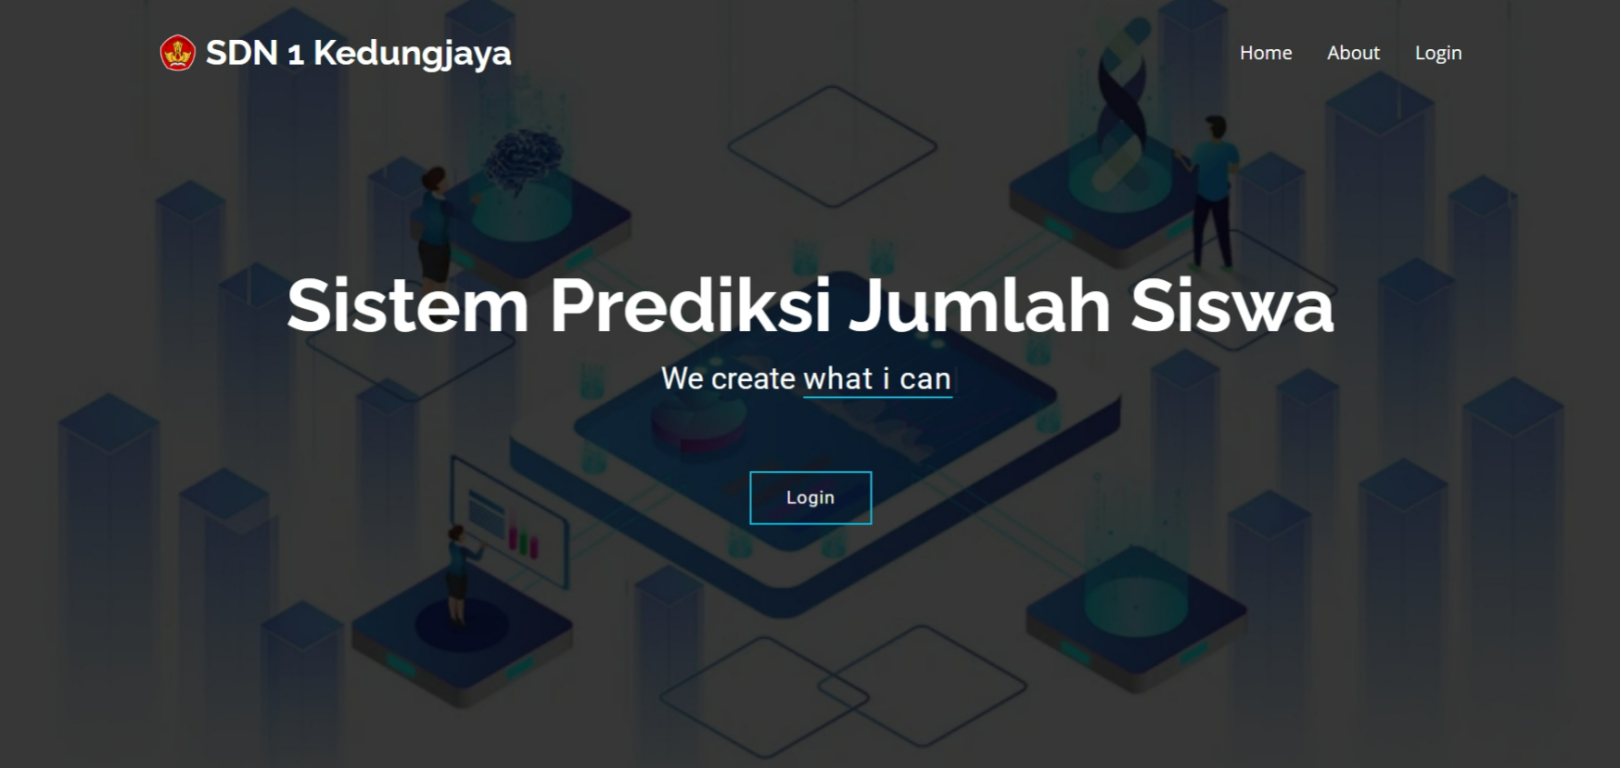 SDN 1 Kedungjaya
Home About Login
Sistem Prediksi Jumlah Siswa
We create what i can
Login